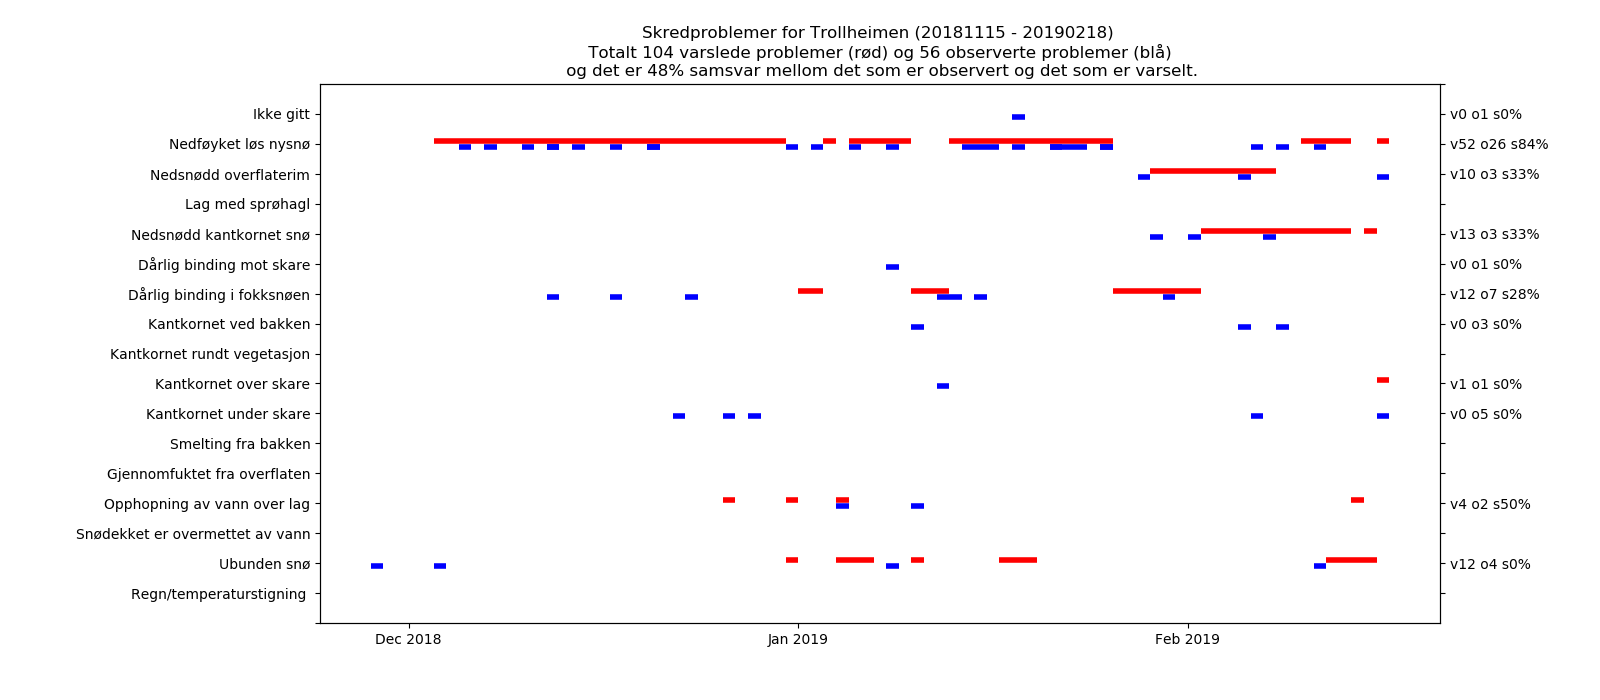 Skredproblemer for Trollheimen (20181115 - 20190218)
Totalt 104 varslede problemer (rød) og 56 observerte problemer (blå)
og det er 48% samsvar mellom det som er observert og det som er varselt.
Ikke gitt v0 o1 s0%
Nedføyket løs nysnø v52 o26 s84%
Nedsnødd overflaterim v10 o3 s33%
Lag med sprøhagl
Nedsnødd kantkornet snø v13 o3 s33%
Dårlig binding mot skare v0 o1 s0%
Dårlig binding i fokksnøen v12 o7 s28%
Kantkornet ved bakken v0 o3 s0%
Kantkornet rundt vegetasjon
Kantkornet over skare v1 o1 s0%
Kantkornet under skare v0 o5 s0%
Smelting fra bakken
Gjennomfuktet fra overflaten
Opphopning av vann over lag v4 o2 s50%
Snødekket er overmettet av vann
Ubunden snø v12 o4 s0%
Regn/temperaturstigning
Dec 2018 Jan 2019 Feb 2019